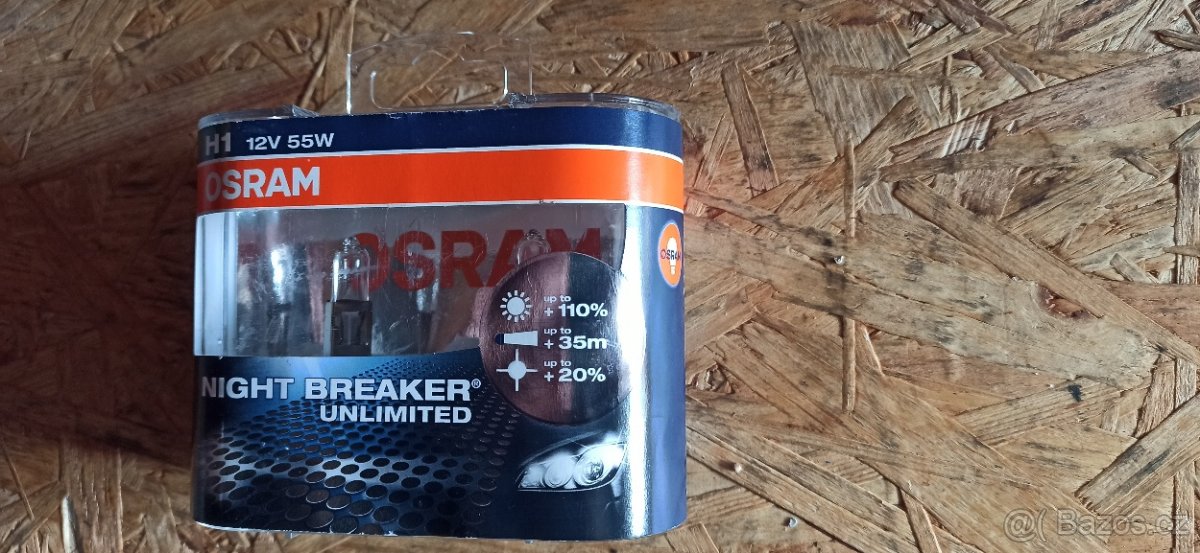 H1 12V 55W
OSRAM
OSRAM
OSRAM
up to
+ 110%
up to
+ 35m
up to
+ 20%
NIGHT BREAKER®
UNLIMITED
@( Bazos.cz